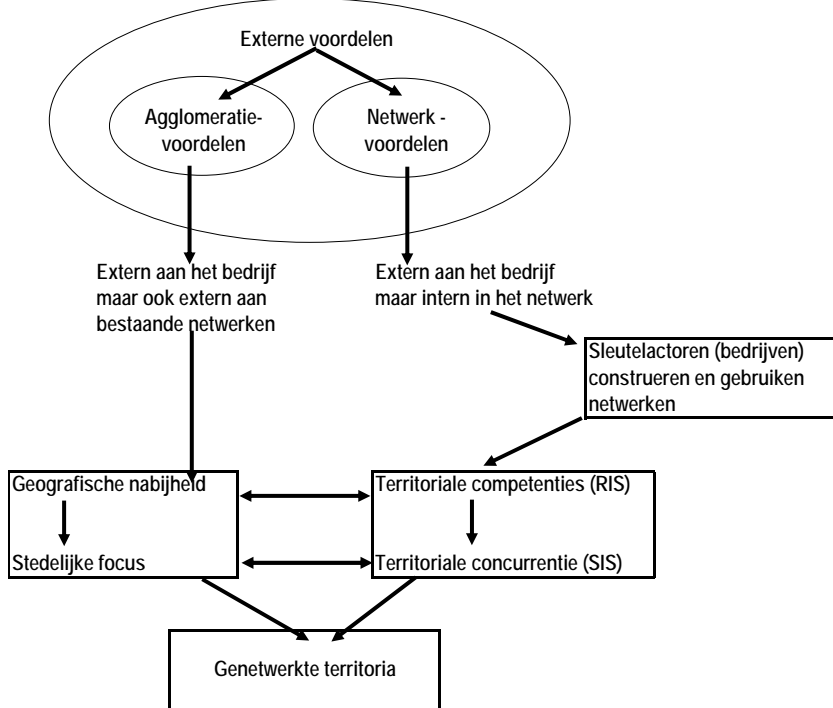 Externe voordelen
Agglomeratie-
voordelen
Netwerk -
voordelen
Extern aan het bedrijf
maar ook extern aan
bestaande netwerken
Extern aan het bedrijf
maar intern in het netwerk
Sleutelactoren (bedrijven)
construeren en gebruiken
netwerken
Geografische nabijheid
Stedelijke focus
Territoriale competenties (RIS)
Territoriale concurrentie (SIS)
Genetwerkte territoria